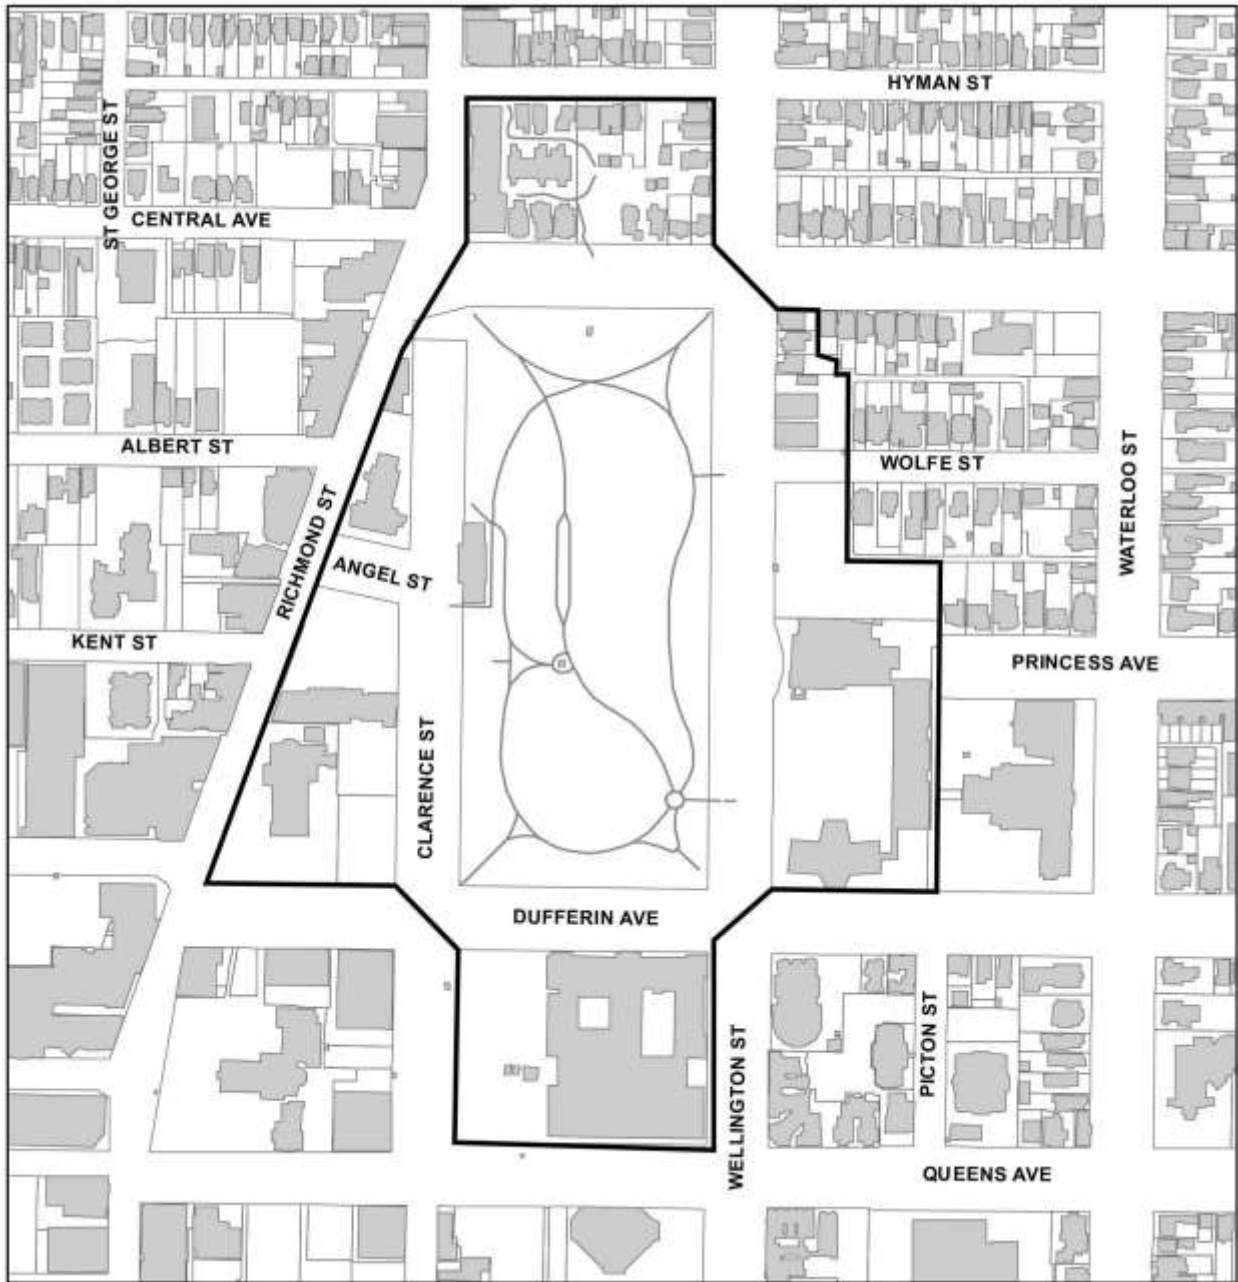 HYMAN ST
ST GEORGE ST
CENTRAL AVE
ALBERT ST
WOLFE ST
WATERLOO ST
RICHMOND ST
ANGEL ST
KENT ST
PRINCESS AVE
CLARENCE ST
DUFFERIN AVE
PICTON ST
WELLINGTON ST
QUEENS AVE